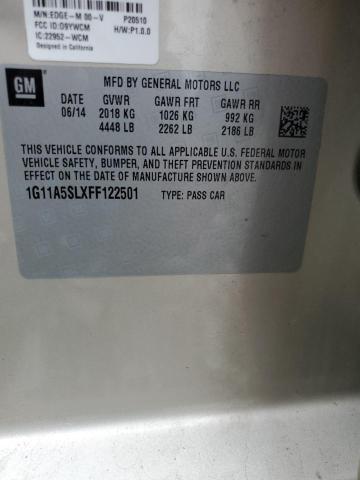 M/N:EDGE-M 00-V P20510
FCC ID:O9YWCM H/W:P1.0.0
IC:22952-WCM
Designed in California
GM
MFD BY GENERAL MOTORS LLC
DATE GVWR GAWR FRT GAWR RR
06/14 2018 KG 1026 KG 992 KG
4448 LB 2262 LB 2186 LB
THIS VEHICLE CONFORMS TO ALL APPLICABLE U.S. FEDERAL MOTOR
VEHICLE SAFETY, BUMPER, AND THEFT PREVENTION STANDARDS
IN EFFECT ON THE DATE OF MANUFACTURE SHOWN ABOVE.
1G11A5SLXFF122501 TYPE: PASS CAR